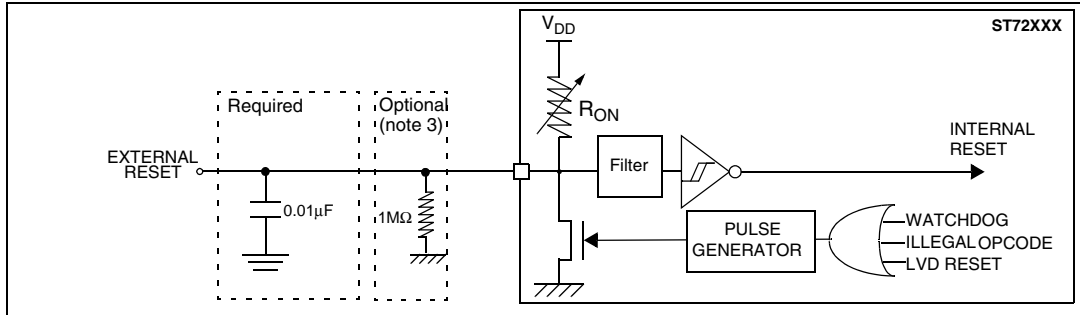 ST72XXX
VDD
RON
Required
Optional
(note 3)
EXTERNAL
RESET
0.01μF
1MΩ
Filter
INTERNAL
RESET
PULSE
GENERATOR
WATCHDOG
ILLEGAL OPCODE
LVD RESET